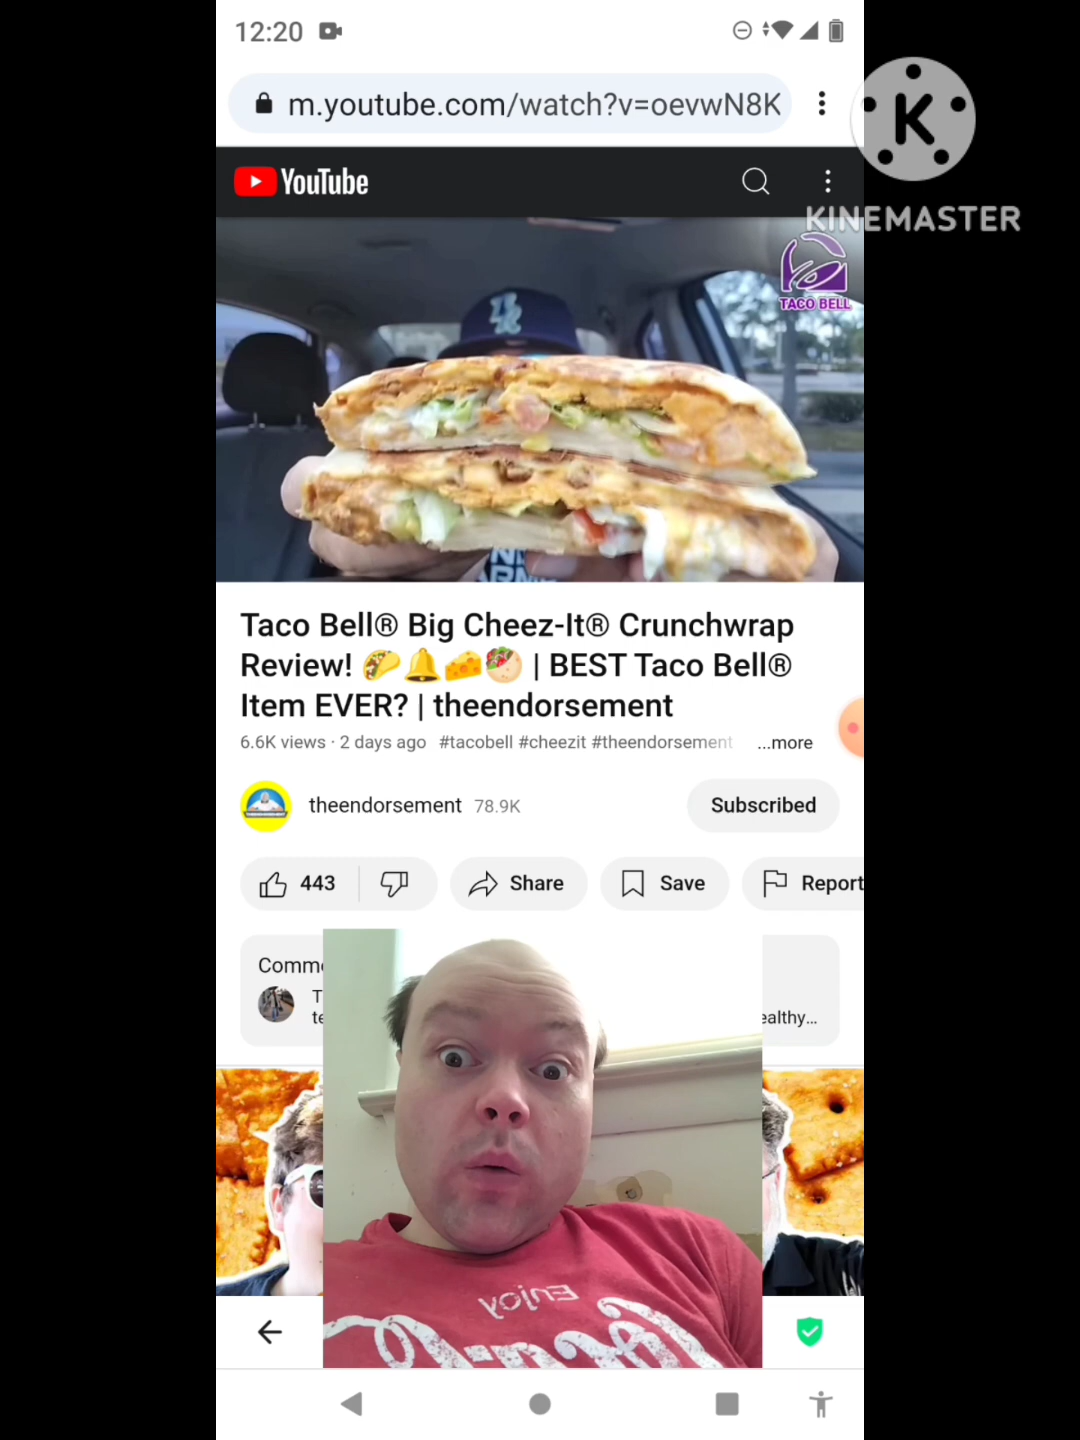 12:20
m.youtube.com/watch?v=oevwN8K
K
KINEMASTER
YouTube
TACO BELL
Taco Bell® Big Cheez-It® Crunchwrap
Review! 🌮🔔🧀🥙 | BEST Taco Bell®
Item EVER? | theendorsement
6.6K views · 2 days ago #tacobell #cheezit #theendorsement ...more
theendorsement 78.9K
Subscribed
443
Share
Save
Report
Enjoy